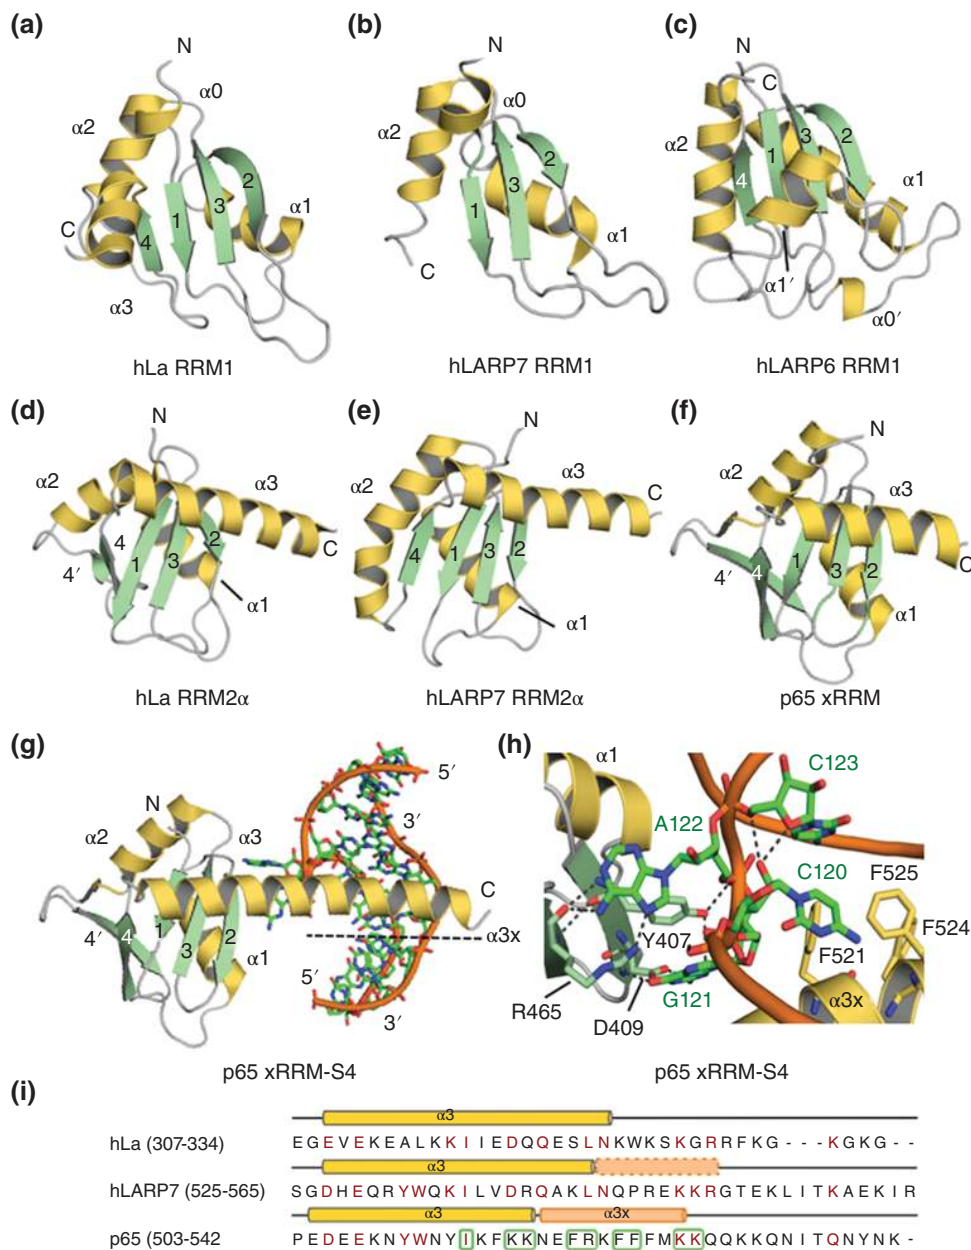 (a)
N
α0
α2
2
3
1
4
α1
C
α3
hLa RRM1
(b)
N
α0
α2
2
3
1
α1
C
hLARP7 RRM1
(c)
N
C
α2
3
2
1
4
α1
α1′
α0′
hLARP6 RRM1
(d)
N
α2
α3
4
1
3
2
4′
C
α1
hLa RRM2α
(e)
N
α2
α3
C
4
1
3
2
α1
hLARP7 RRM2α
(f)
N
α2
α3
4′
4
1
3
2
C
α1
p65 xRRM
(g)
5′
N
3′
α2
α3
C
4′
4
1
3
2
α1
α3x
5′
3′
p65 xRRM-S4
(h)
α1
C123
A122
C120
F525
Y407
F521
F524
R465
G121
D409
α3x
p65 xRRM-S4
(i)
α3
hLa (307-334) EGEVEKEALKKIIEDQQESLNKWKSKGRRFKG---KGKG-
α3
hLARP7 (525-565) SGDHEQRYWQKILVDRQAKLNQPREKKRGTEKLITKAEKIR
α3 α3x
p65 (503-542 PEDEEKNYWNYIKFKKNEFRKFFFMKKQQKKQNITQNYNK-